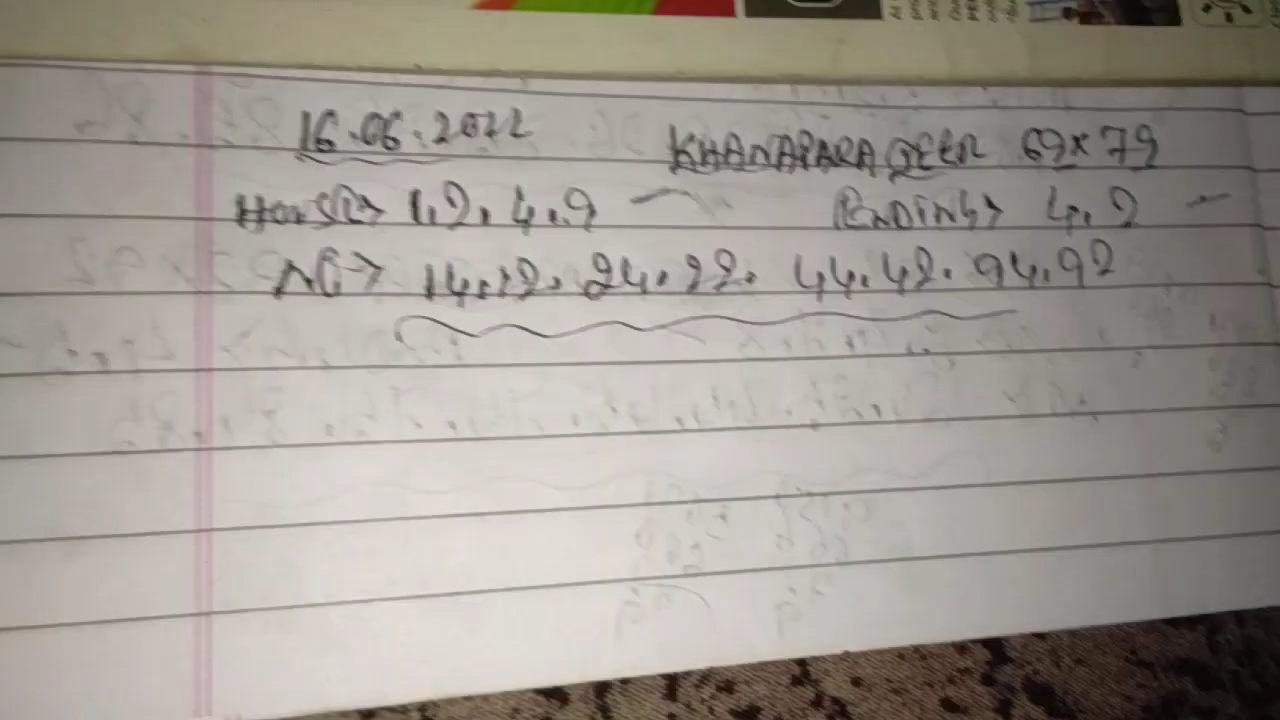 16.06.2022
KHANAPARA TEER 69x79
House> 1.2.4.9
Ending> 4.2
NC-> 14.12.24.22. 44.42.94.92